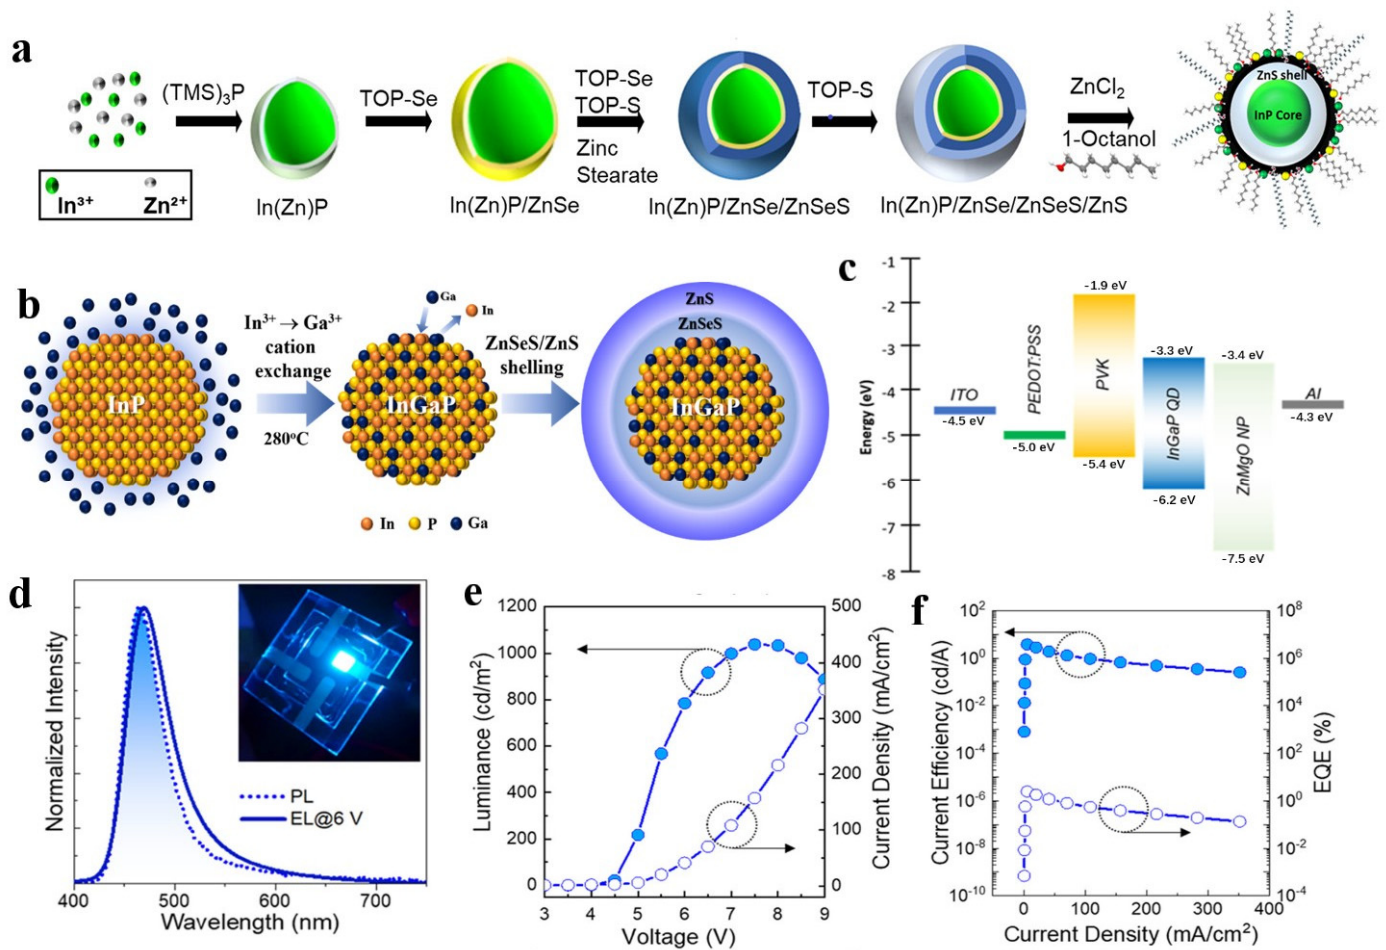 a
(TMS)₃P
TOP-Se
TOP-Se
TOP-S
Zinc
Stearate
TOP-S
ZnCl₂
1-Octanol
ZnS shell
InP Core
In³⁺
Zn²⁺
In(Zn)P
In(Zn)P/ZnSe
In(Zn)P/ZnSe/ZnSeS
In(Zn)P/ZnSe/ZnSeS/ZnS
b
InP
In³⁺ → Ga³⁺
cation
exchange
280°C
Ga
In
InGaP
ZnSeS/ZnS
shelling
ZnS
ZnSeS
InGaP
In
P
Ga
c
Energy (eV)
-1
-2
-3
-4
-5
-6
-7
-8
ITO
-4.5 eV
PEDOT:PSS
-5.0 eV
-1.9 eV
PVK
-5.4 eV
-3.3 eV
InGaP QD
-6.2 eV
-3.4 eV
ZnMgO NP
-7.5 eV
Al
-4.3 eV
d
Normalized Intensity
PL
EL@6 V
400
500
600
700
Wavelength (nm)
e
Luminance (cd/m²)
1200
1000
800
600
400
200
0
3
4
5
6
7
8
9
Voltage (V)
500
400
300
200
100
0
Current Density (mA/cm²)
f
Current Efficiency (cd/A)
10²
10⁰
10⁻²
10⁻⁴
10⁻⁶
10⁻⁸
10⁻¹⁰
0
100
200
300
400
Current Density (mA/cm²)
10⁸
10⁶
10⁴
10²
10⁰
10⁻²
10⁻⁴
EQE (%)